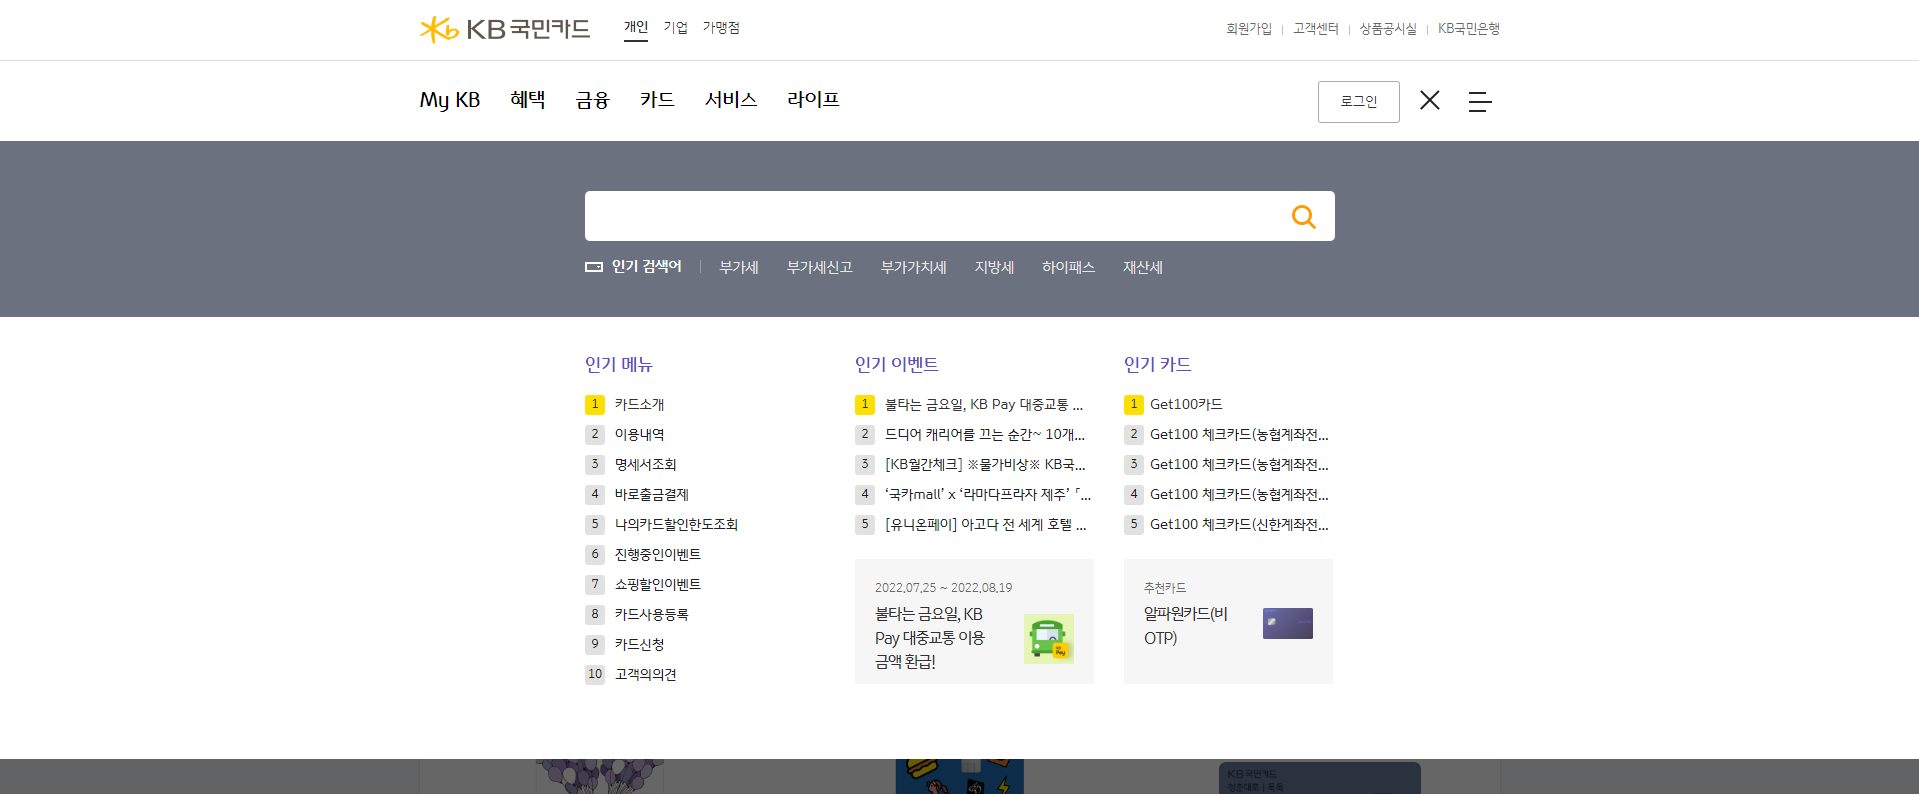 KB국민카드 개인 기업 가맹점
회원가입 고객센터 상품공시실 KB국민은행
My KB 혜택 금융 카드 서비스 라이프
로그인
인기 검색어 부가세 부가세신고 부가가치세 지방세 하이패스 재산세
인기 메뉴
1 카드소개
2 이용내역
3 명세서조회
4 바로출금결제
5 나의카드할인한도조회
6 진행중인이벤트
7 쇼핑할인이벤트
8 카드사용등록
9 카드신청
10 고객의의견
인기 이벤트
1 불타는 금요일, KB Pay 대중교통 ...
2 드디어 캐리어를 끄는 순간~ 10개...
3 [KB월간체크] ※물가비상※ KB국...
4 ‘국카mall’ x ‘라마다프라자 제주’「...
5 [유니온페이] 아고다 전 세계 호텔 ...
2022.07.25 ~ 2022.08.19
불타는 금요일, KB
Pay 대중교통 이용
금액 환급!
Pay
인기 카드
1 Get100카드
2 Get100 체크카드(농협계좌전...
3 Get100 체크카드(농협계좌전...
4 Get100 체크카드(농협계좌전...
5 Get100 체크카드(신한계좌전...
추천카드
알파원카드(비
OTP)
KB국민카드
청춘대로 | 톡톡